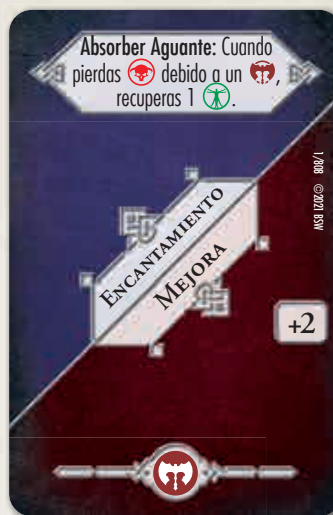 Absorber Aguante: Cuando
pierdas debido a un ,
recuperas 1 .
1/808 ©2021 BSW
ENCANTAMIENTO
MEJORA
+2